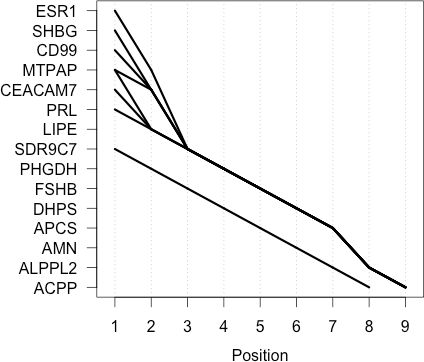 ESR1
SHBG
CD99
MTPAP
CEACAM7
PRL
LIPE
SDR9C7
PHGDH
FSHB
DHPS
APCS
AMN
ALPPL2
ACPP
1 2 3 4 5 6 7 8 9
Position